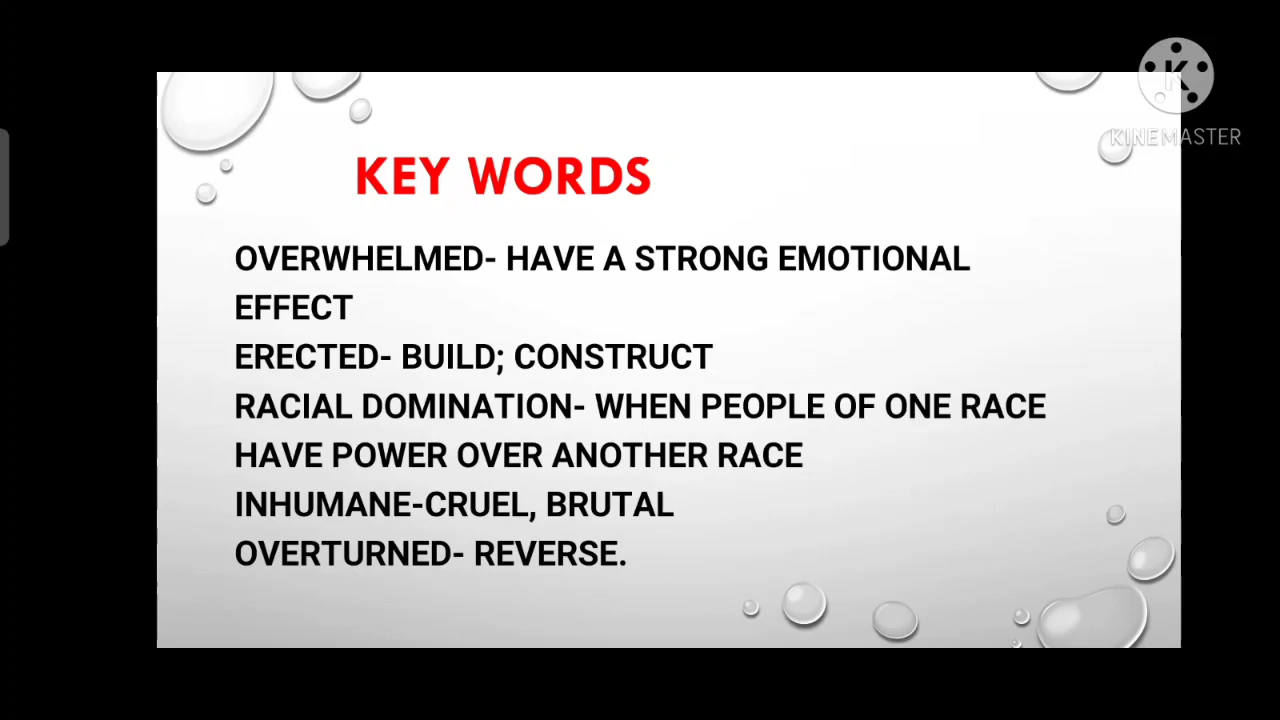 KINEMASTER
KEY WORDS
OVERWHELMED- HAVE A STRONG EMOTIONAL
EFFECT
ERECTED- BUILD; CONSTRUCT
RACIAL DOMINATION- WHEN PEOPLE OF ONE RACE
HAVE POWER OVER ANOTHER RACE
INHUMANE-CRUEL, BRUTAL
OVERTURNED- REVERSE.